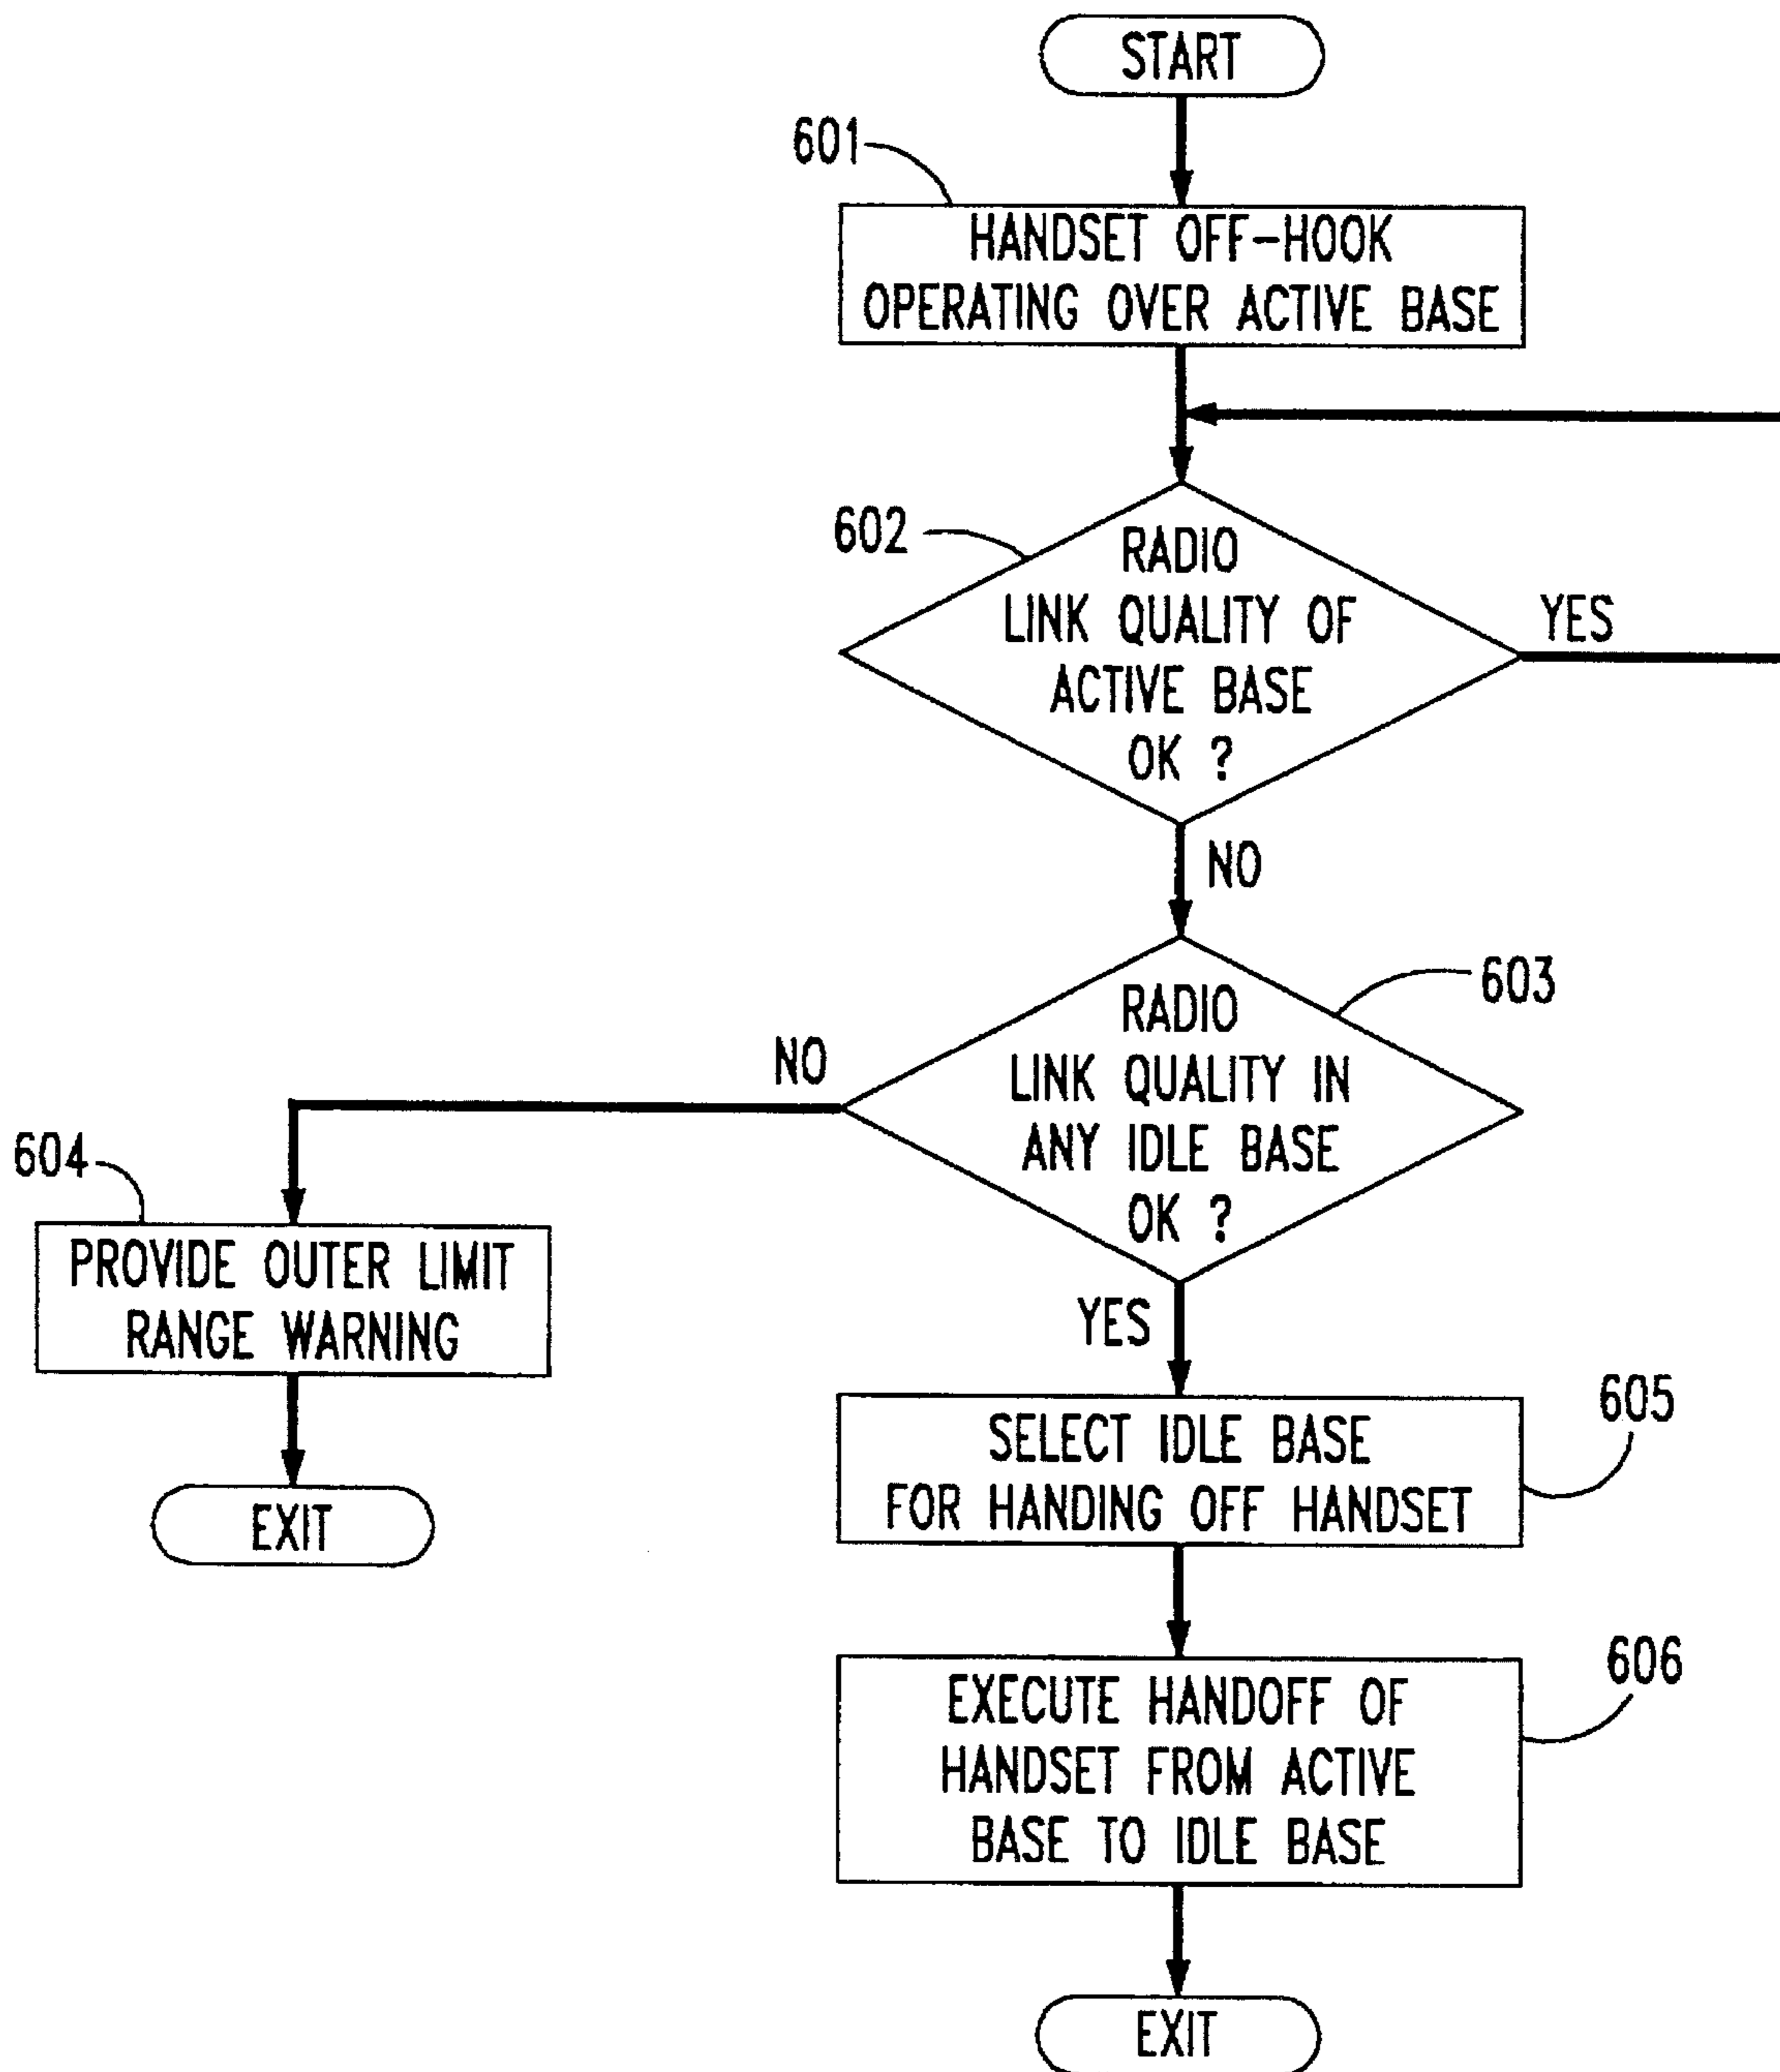 START
601
HANDSET OFF-HOOK
OPERATING OVER ACTIVE BASE
602
RADIO
LINK QUALITY OF
ACTIVE BASE
OK ?
YES
NO
603
RADIO
LINK QUALITY IN
ANY IDLE BASE
OK ?
NO
604
PROVIDE OUTER LIMIT
RANGE WARNING
EXIT
YES
605
SELECT IDLE BASE
FOR HANDING OFF HANDSET
606
EXECUTE HANDOFF OF
HANDSET FROM ACTIVE
BASE TO IDLE BASE
EXIT